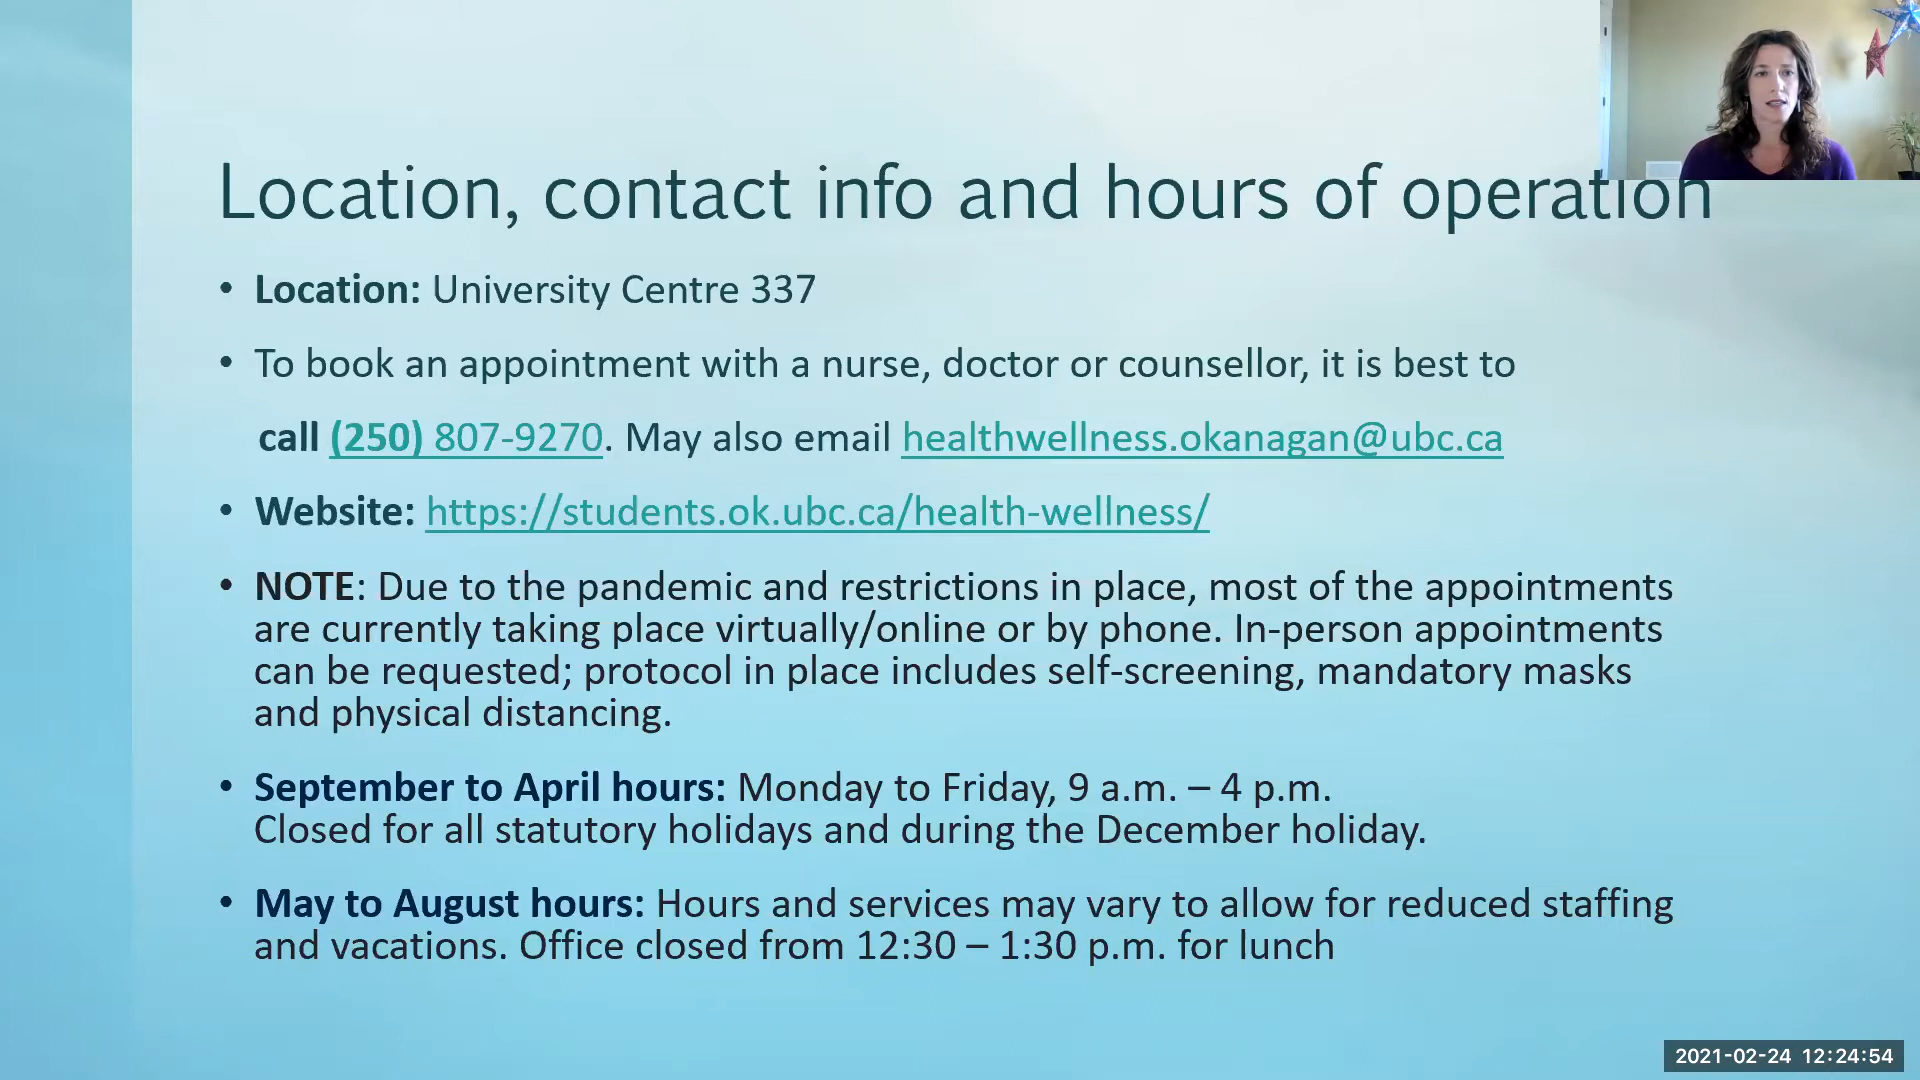 Location, contact info and hours of operation
• Location: University Centre 337
• To book an appointment with a nurse, doctor or counsellor, it is best to
call (250) 807-9270. May also email healthwellness.okanagan@ubc.ca
• Website: https://students.ok.ubc.ca/health-wellness/
• NOTE: Due to the pandemic and restrictions in place, most of the appointments
are currently taking place virtually/online or by phone. In-person appointments
can be requested; protocol in place includes self-screening, mandatory masks
and physical distancing.
• September to April hours: Monday to Friday, 9 a.m. – 4 p.m.
Closed for all statutory holidays and during the December holiday.
• May to August hours: Hours and services may vary to allow for reduced staffing
and vacations. Office closed from 12:30 – 1:30 p.m. for lunch
2021-02-24 12:24:54